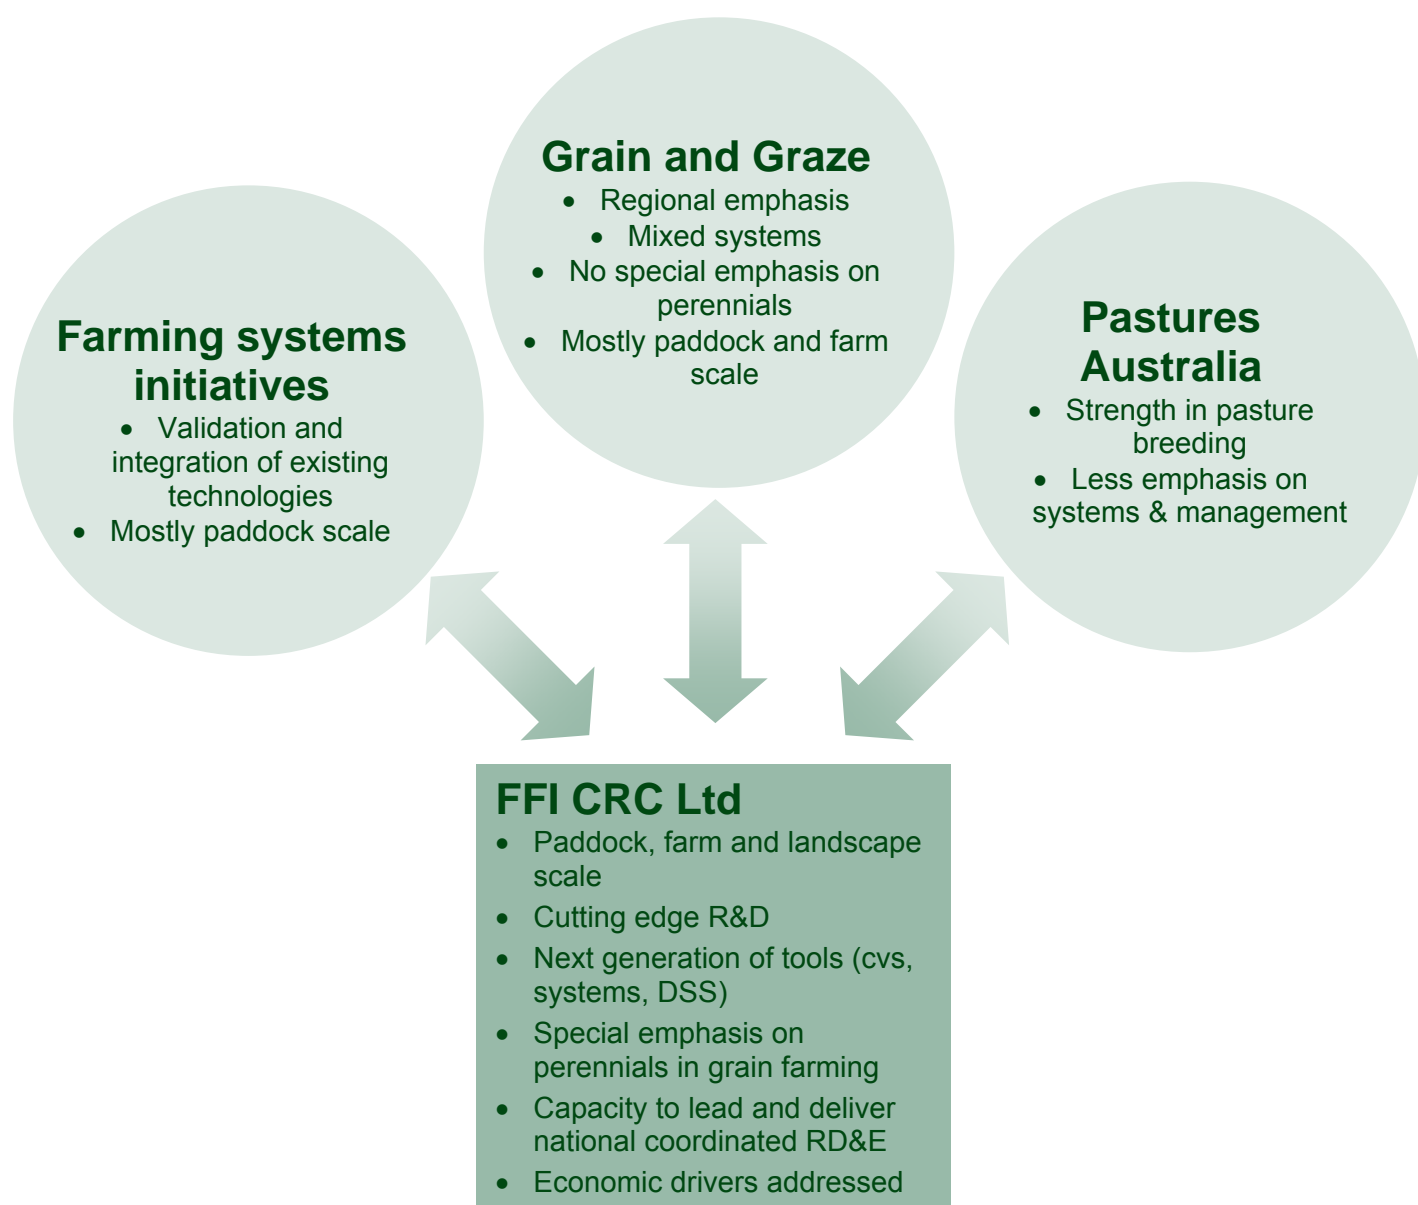 Grain and Graze
• Regional emphasis
• Mixed systems
• No special emphasis on
perennials
• Mostly paddock and farm
scale
Farming systems
initiatives
• Validation and
integration of existing
technologies
• Mostly paddock scale
Pastures
Australia
• Strength in pasture
breeding
• Less emphasis on
systems & management
FFI CRC Ltd
• Paddock, farm and landscape
scale
• Cutting edge R&D
• Next generation of tools (cvs,
systems, DSS)
• Special emphasis on
perennials in grain farming
• Capacity to lead and deliver
national coordinated RD&E
• Economic drivers addressed